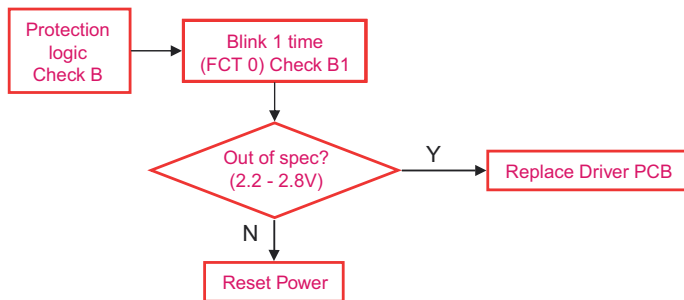 Protection
logic
Check B
Blink 1 time
(FCT 0) Check B1
Out of spec?
(2.2 - 2.8V)
Y
Replace Driver PCB
N
Reset Power